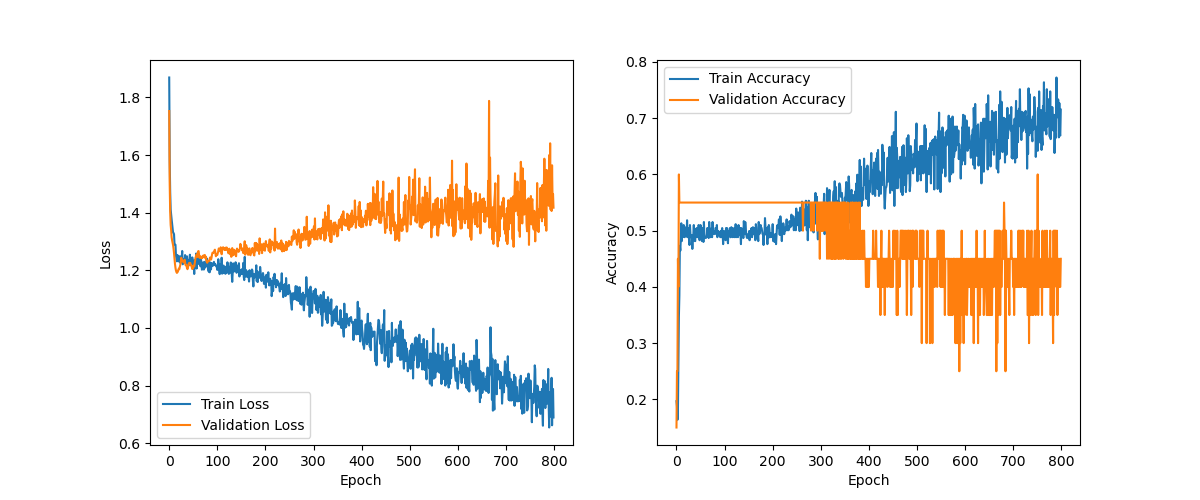 1.8
1.6
1.4
1.2
1.0
0.8
0.6
Loss
Train Loss
Validation Loss
0 100 200 300 400 500 600 700 800
Epoch
0.8
0.7
0.6
0.5
0.4
0.3
0.2
Accuracy
Train Accuracy
Validation Accuracy
0 100 200 300 400 500 600 700 800
Epoch